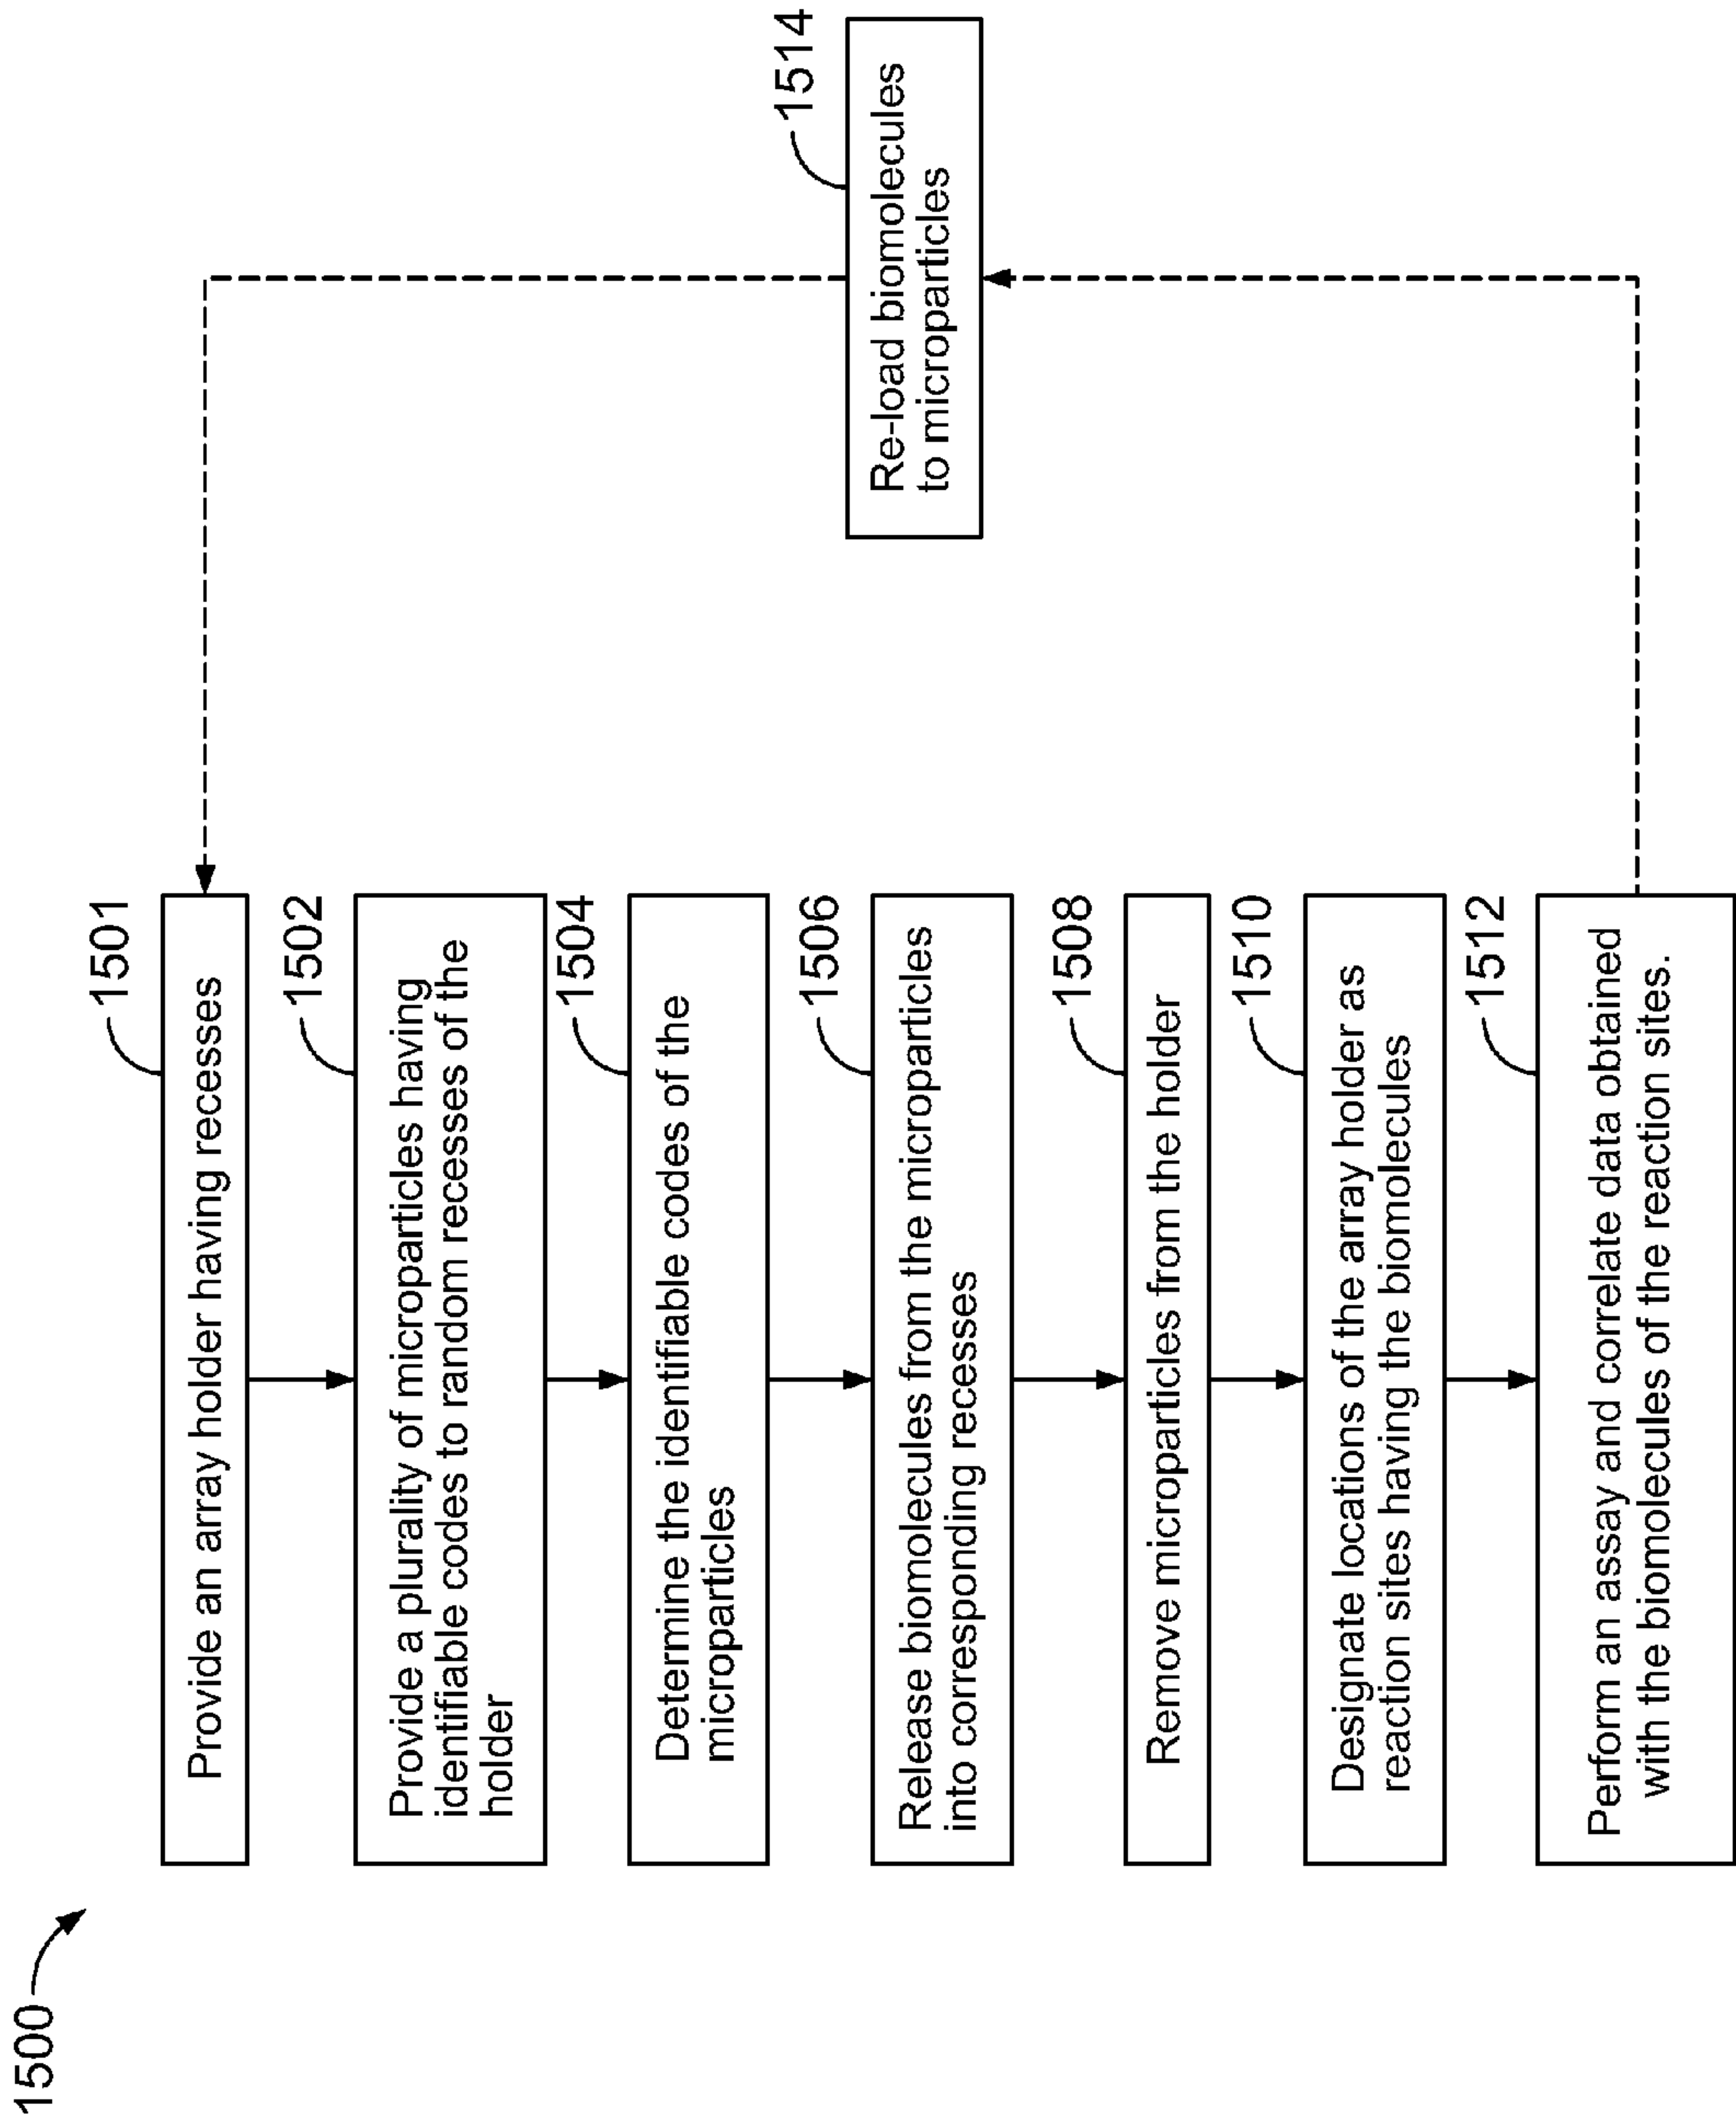 1500
1501
Provide an array holder having recesses
1502
Provide a plurality of microparticles having
identifiable codes to random recesses of the
holder
1504
Determine the identifiable codes of the
microparticles
1506
Release biomolecules from the microparticles
into corresponding recesses
1508
Remove microparticles from the holder
1510
Designate locations of the array holder as
reaction sites having the biomolecules
1512
Perform an assay and correlate data obtained
with the biomolecules of the reaction sites.
1514
Re-load biomolecules
to microparticles